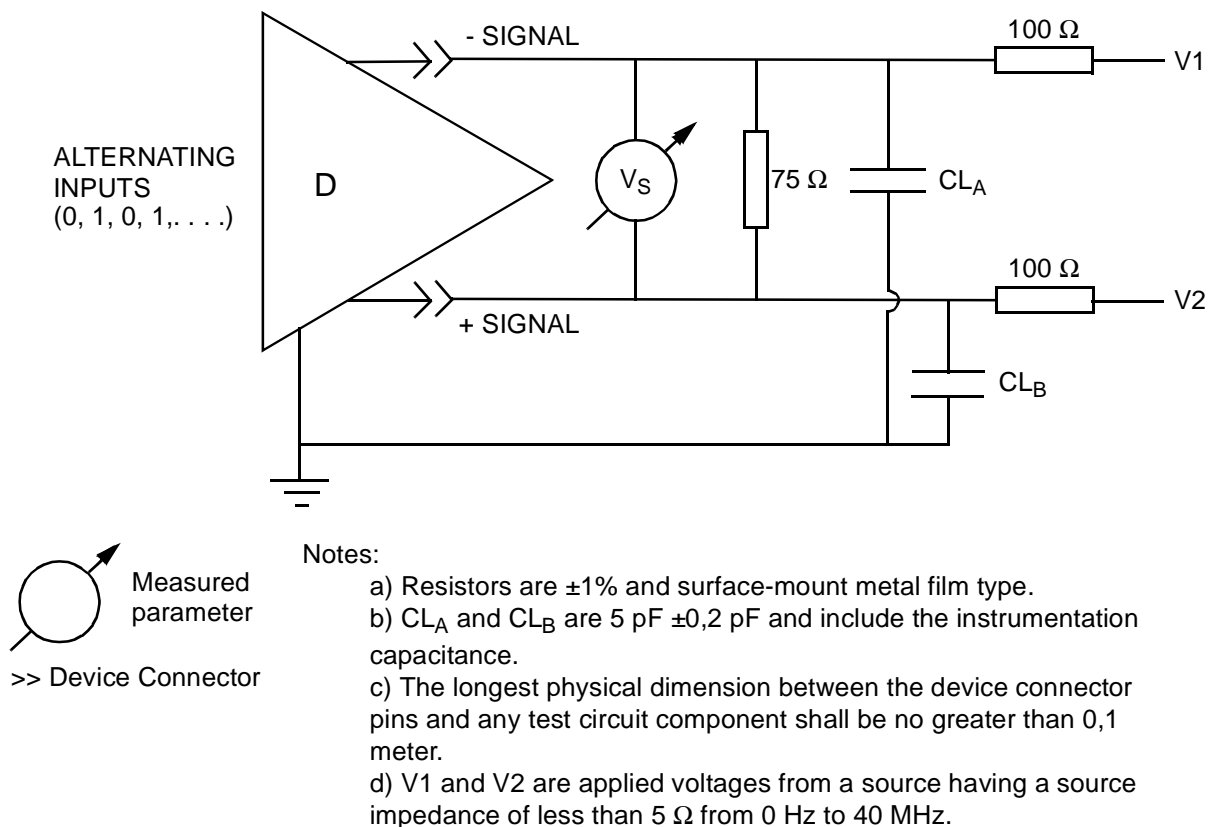 - SIGNAL
100 Ω
V1
ALTERNATING
INPUTS
(0, 1, 0, 1,. . . .)
D
VS
75 Ω
CLA
100 Ω
V2
+ SIGNAL
CLB
Measured
parameter
>> Device Connector
Notes:
a) Resistors are ±1% and surface-mount metal film type.
b) CLA and CLB are 5 pF ±0,2 pF and include the instrumentation
capacitance.
c) The longest physical dimension between the device connector
pins and any test circuit component shall be no greater than 0,1
meter.
d) V1 and V2 are applied voltages from a source having a source
impedance of less than 5 Ω from 0 Hz to 40 MHz.